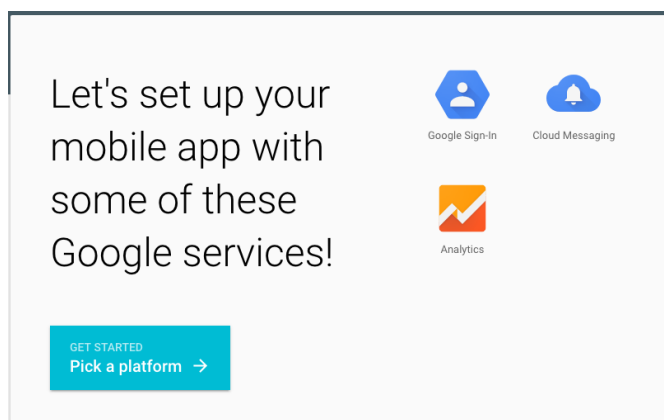 Let's set up your
mobile app with
some of these
Google services!
Google Sign-In
Cloud Messaging
Analytics
GET STARTED
Pick a platform →